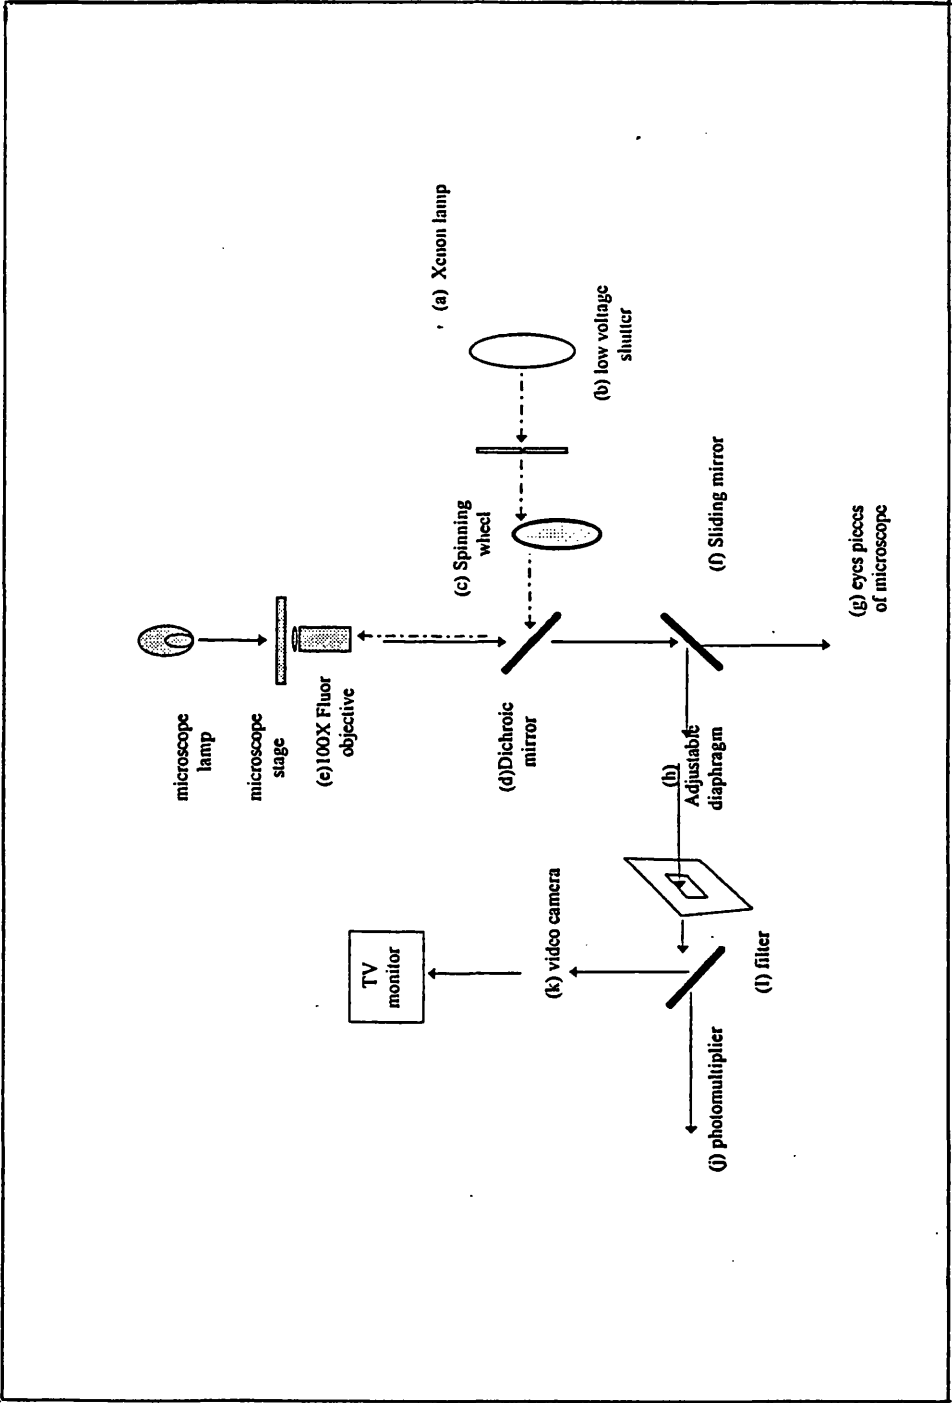 microscope
lamp
microscope
stage
(e)100X Fluor
objective
(a) Xenon lamp
(b) low voltage
shutter
(c) Spinning
wheel
(d)Dichroic
mirror
(f) Sliding mirror
(g) eyes pieces
of microscope
(h)
Adjustable
diaphragm
TV
monitor
(k) video camera
(l) filter
(j) photomultiplier